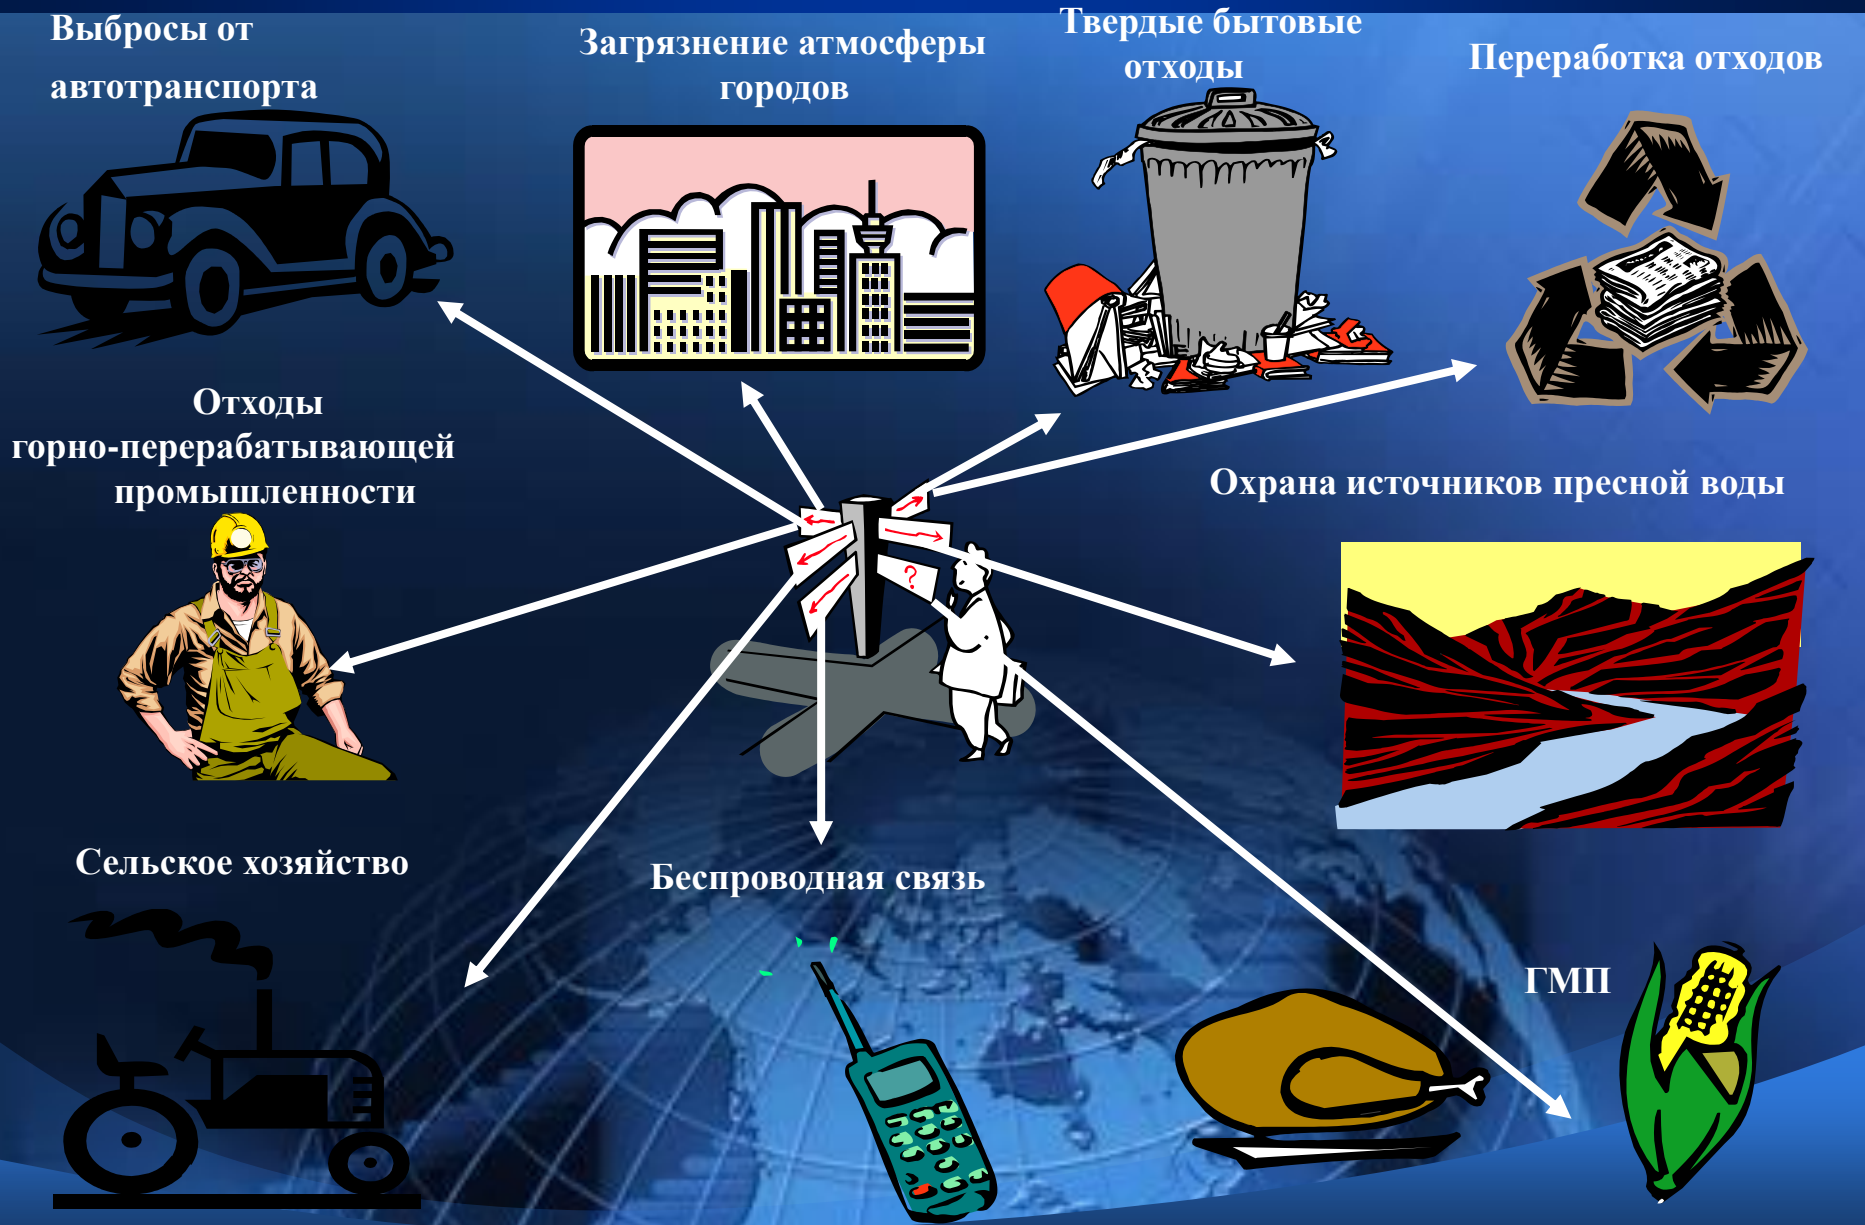 Выбросы от
автотранспорта
Загрязнение атмосферы
городов
Твердые бытовые
отходы
Переработка отходов
Отходы
горно-перерабатывающей
промышленности
Охрана источников пресной воды
?
Сельское хозяйство
Беспроводная связь
ГМП